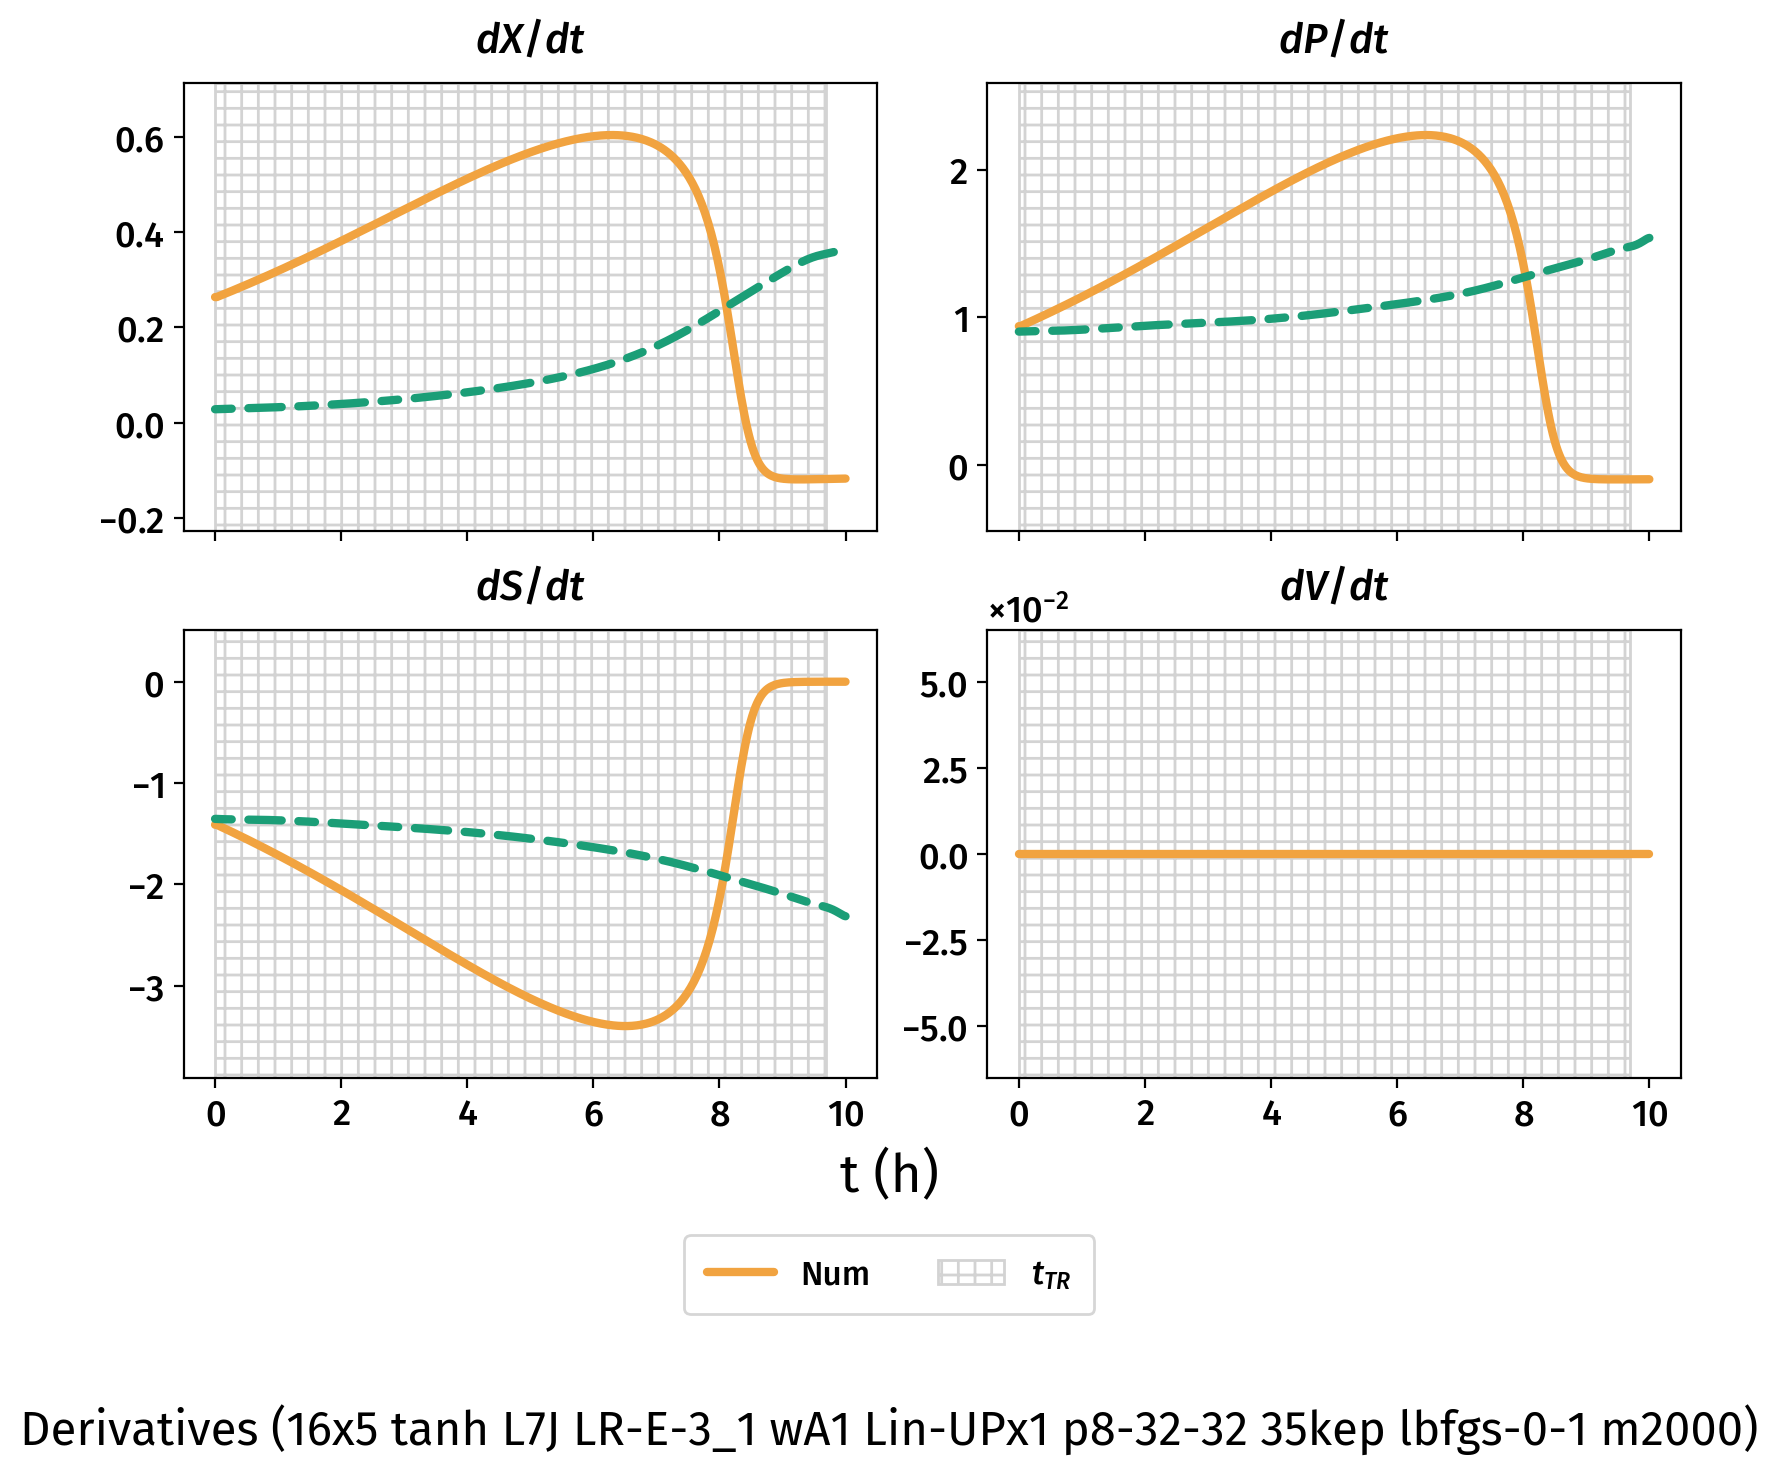 dX/dt
dP/dt
0.6
0.4
0.2
0.0
−0.2
2
1
0
dS/dt
dV/dt
×10⁻²
0
−1
−2
−3
5.0
2.5
0.0
−2.5
−5.0
0 2 4 6 8 10
0 2 4 6 8 10
t (h)
Num t_TR
Derivatives (16x5 tanh L7J LR-E-3_1 wA1 Lin-UPx1 p8-32-32 35kep lbfgs-0-1 m2000)